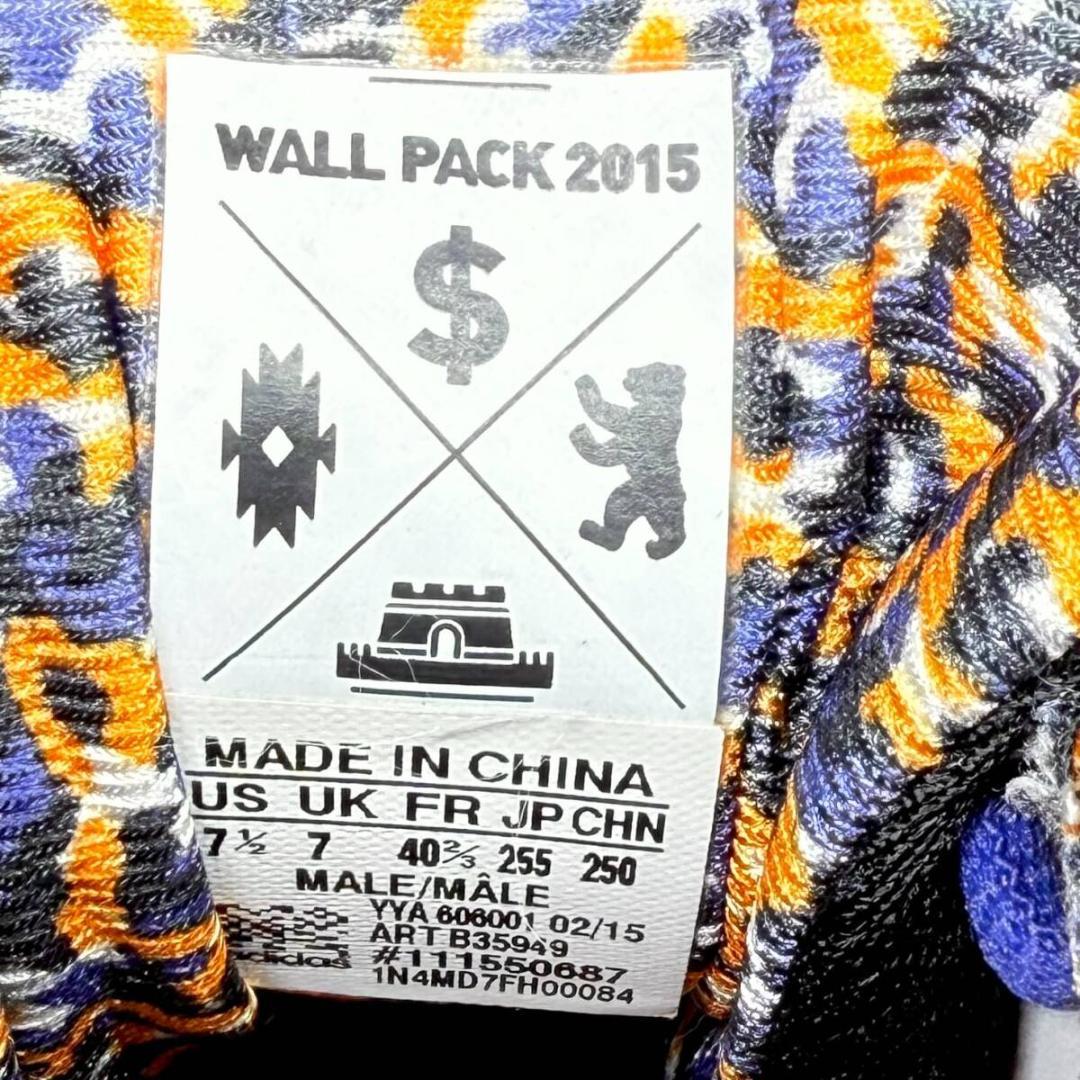 WALL PACK 2015
$
MADE IN CHINA
US UK FR JP CHN
7½ 7 40⅔ 255 250
MALE/MÂLE
YYA 606001 02/15
ART B35949
#111550687
adidas
1N4MD7FH00084